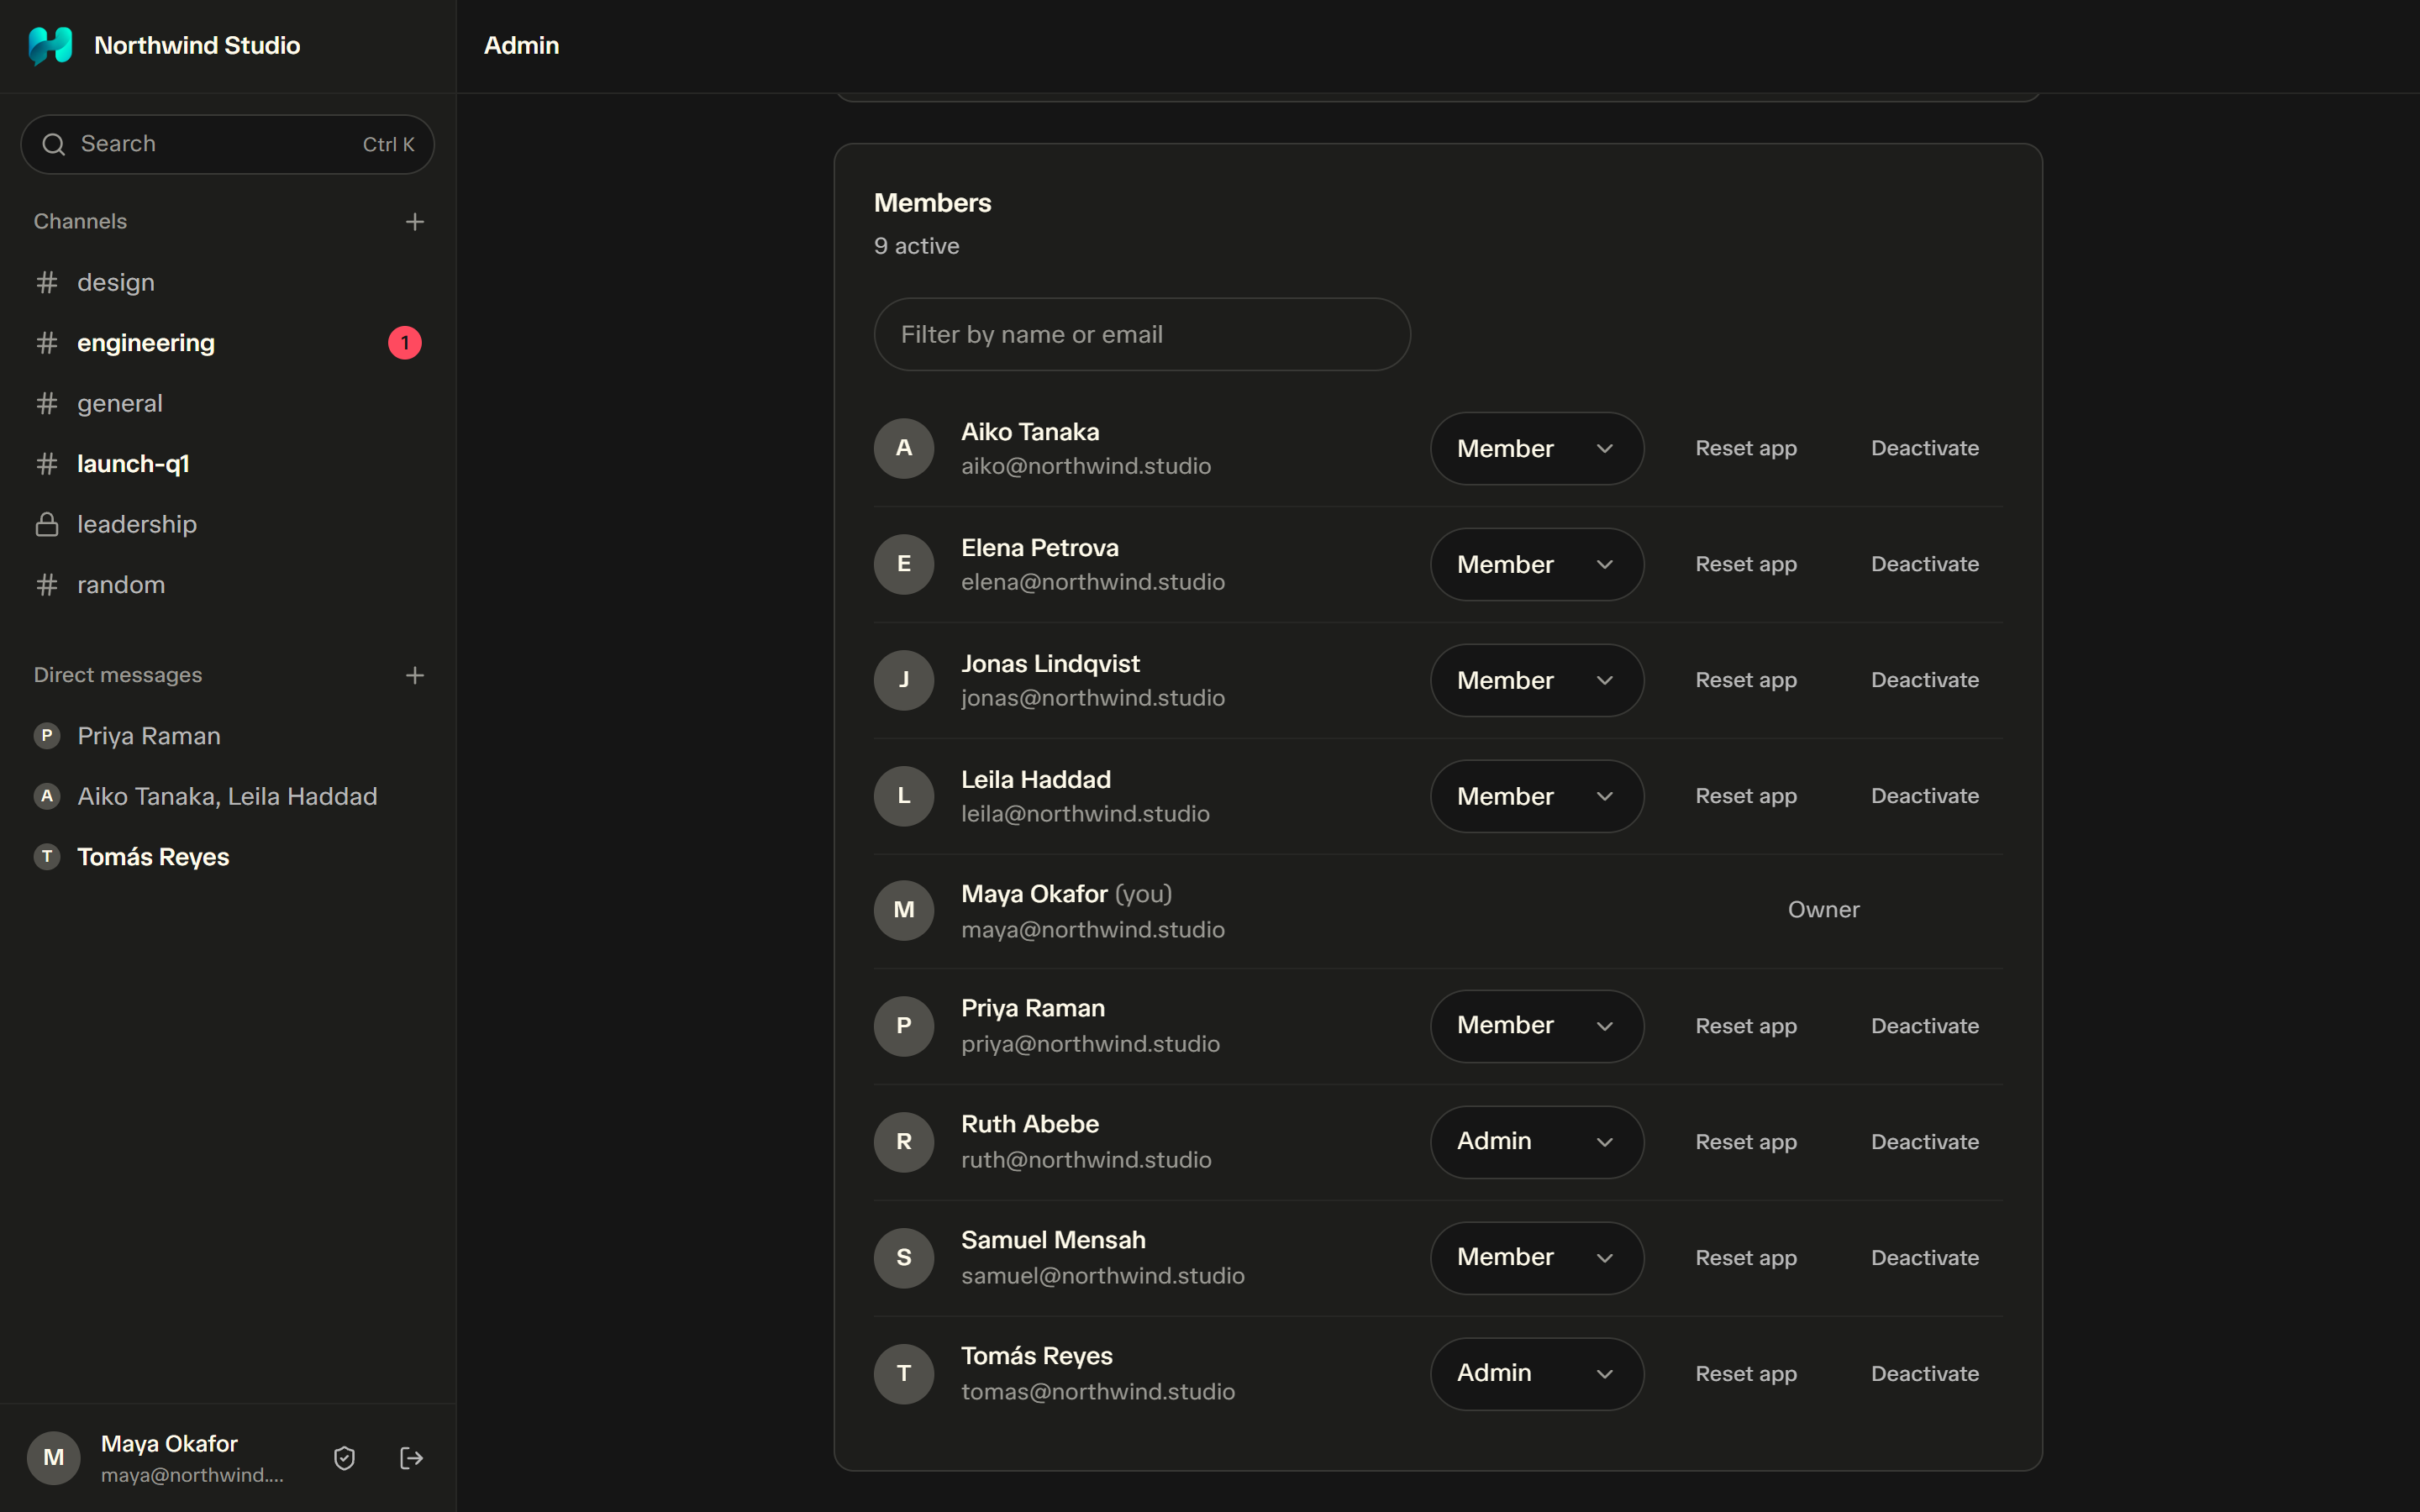 Northwind Studio
Search
Ctrl K
Channels
design
engineering
1
general
launch-q1
leadership
random
Direct messages
P
Priya Raman
A
Aiko Tanaka, Leila Haddad
T
Tomás Reyes
M
Maya Okafor
maya@northwind....
Admin
Members
9 active
Filter by name or email
A
Aiko Tanaka
aiko@northwind.studio
Member
Reset app
Deactivate
E
Elena Petrova
elena@northwind.studio
Member
Reset app
Deactivate
J
Jonas Lindqvist
jonas@northwind.studio
Member
Reset app
Deactivate
L
Leila Haddad
leila@northwind.studio
Member
Reset app
Deactivate
M
Maya Okafor (you)
maya@northwind.studio
Owner
P
Priya Raman
priya@northwind.studio
Member
Reset app
Deactivate
R
Ruth Abebe
ruth@northwind.studio
Admin
Reset app
Deactivate
S
Samuel Mensah
samuel@northwind.studio
Member
Reset app
Deactivate
T
Tomás Reyes
tomas@northwind.studio
Admin
Reset app
Deactivate